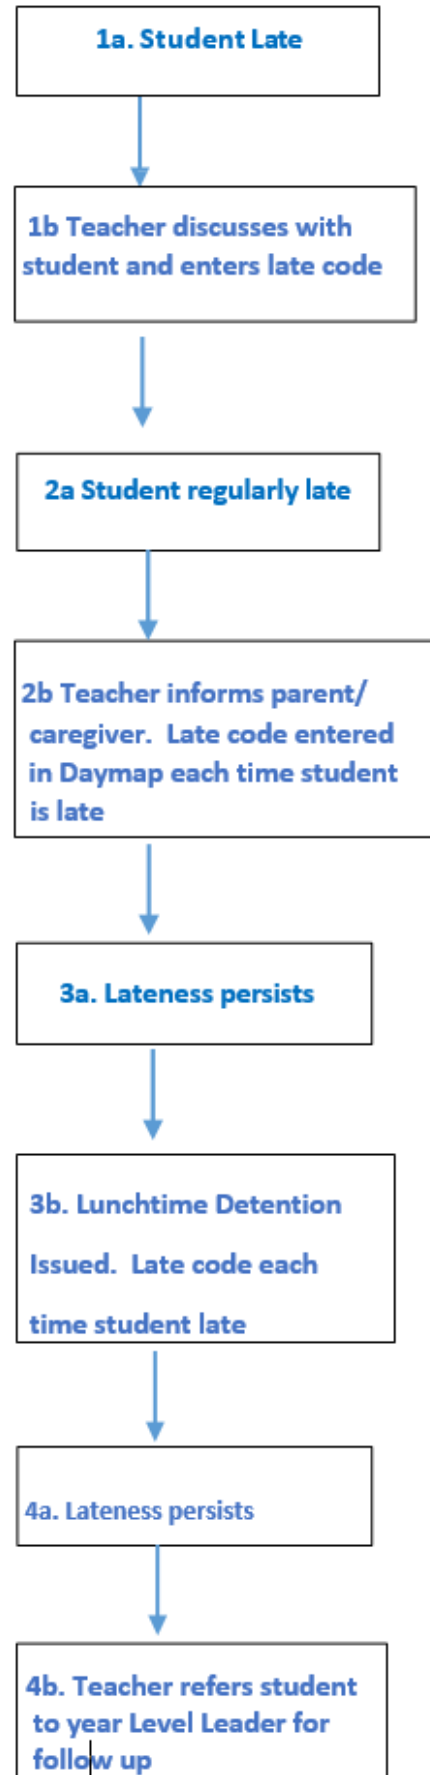 1a. Student Late
1b Teacher discusses with
student and enters late code
2a Student regularly late
2b Teacher informs parent/
caregiver. Late code entered
in Daymap each time student
is late
3a. Lateness persists
3b. Lunchtime Detention
Issued. Late code each
time student late
4a. Lateness persists
4b. Teacher refers student
to year Level Leader for
follow up